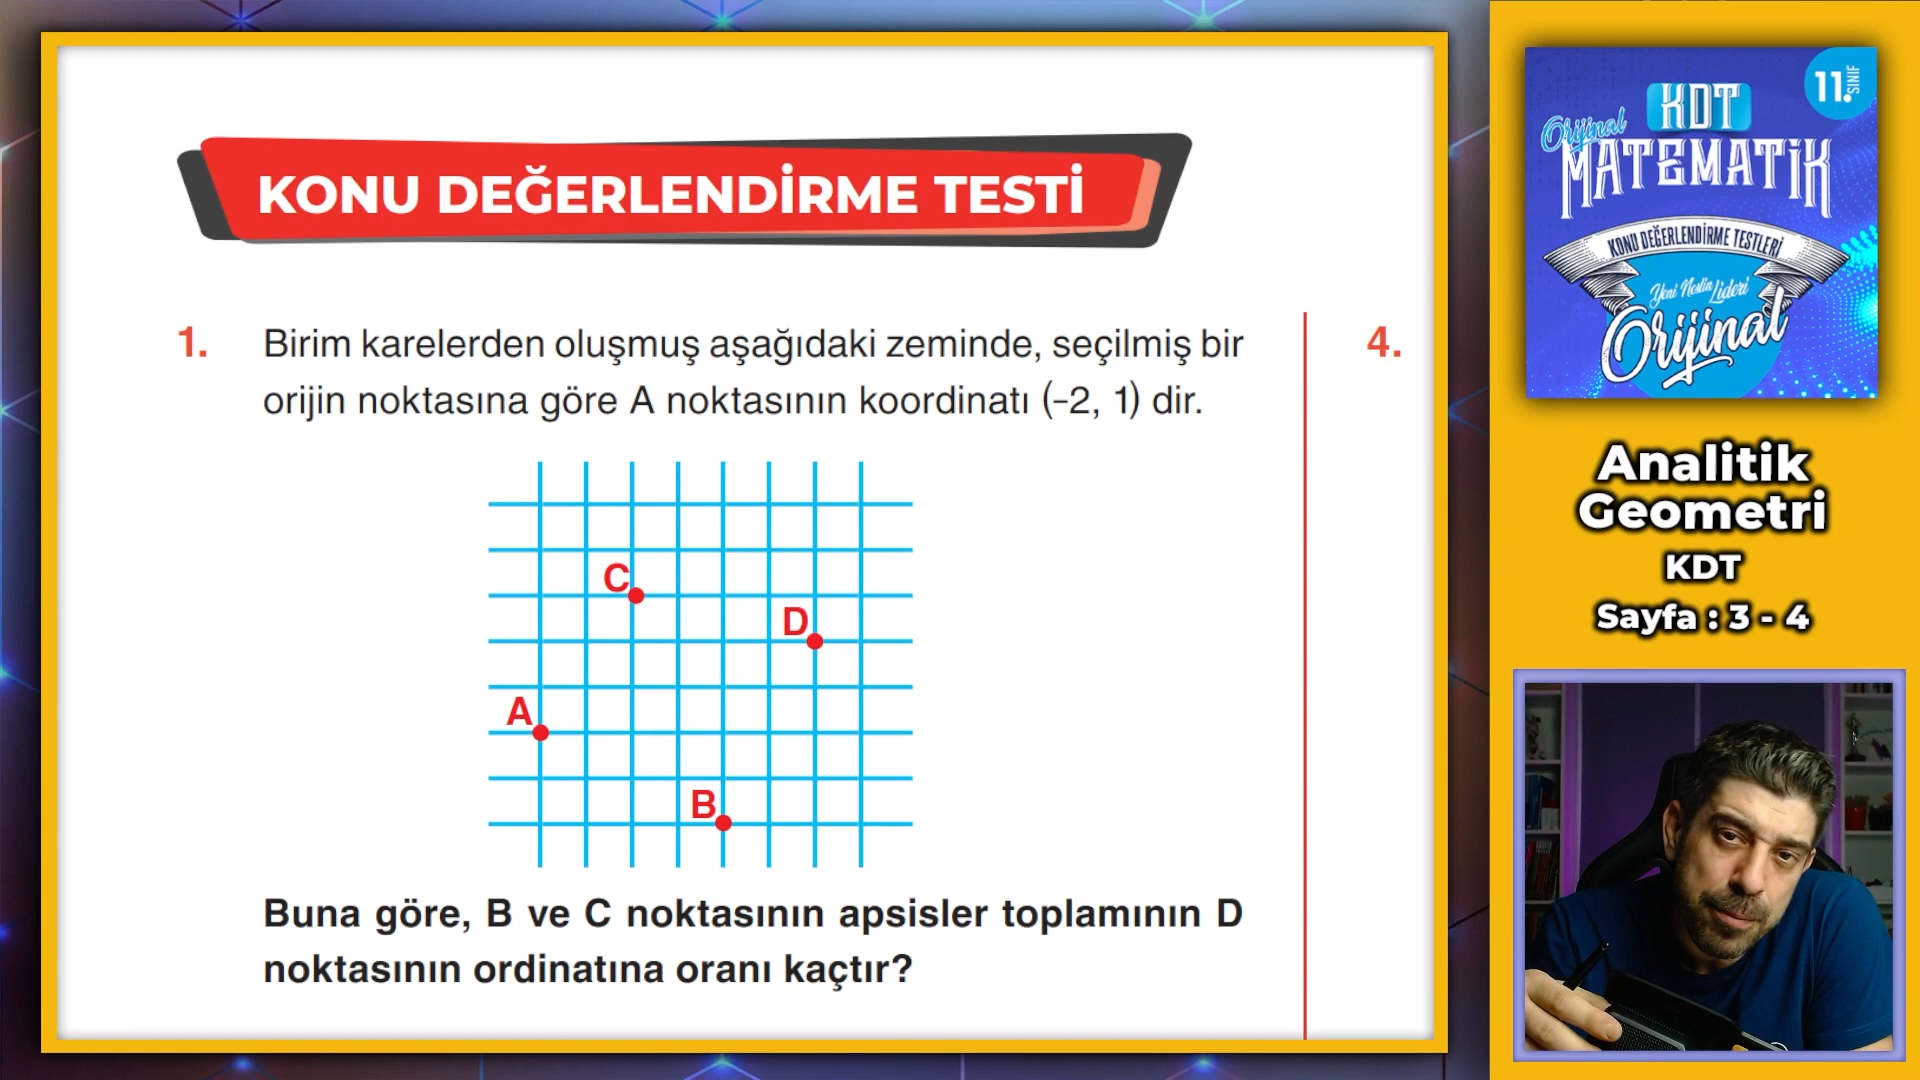 KONU DEĞERLENDİRME TESTİ
1. Birim karelerden oluşmuş aşağıdaki zeminde, seçilmiş bir
orijin noktasına göre A noktasının koordinatı (–2, 1) dir.
C
D
A
B
Buna göre, B ve C noktasının apsisler toplamının D
noktasının ordinatına oranı kaçtır?
4.
11. SINIF
KDT
Orijinal
MATEMATİK
KONU DEĞERLENDİRME TESTLERİ
Yeni Neslin Lideri
Orijinal
Analitik
Geometri
KDT
Sayfa : 3 - 4